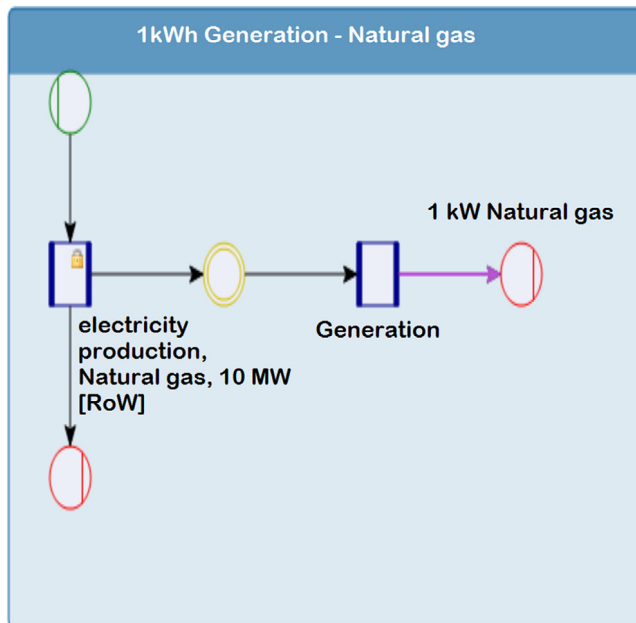 1kWh Generation - Natural gas
1 kW Natural gas
electricity
production,
Natural gas, 10 MW
[RoW]
Generation